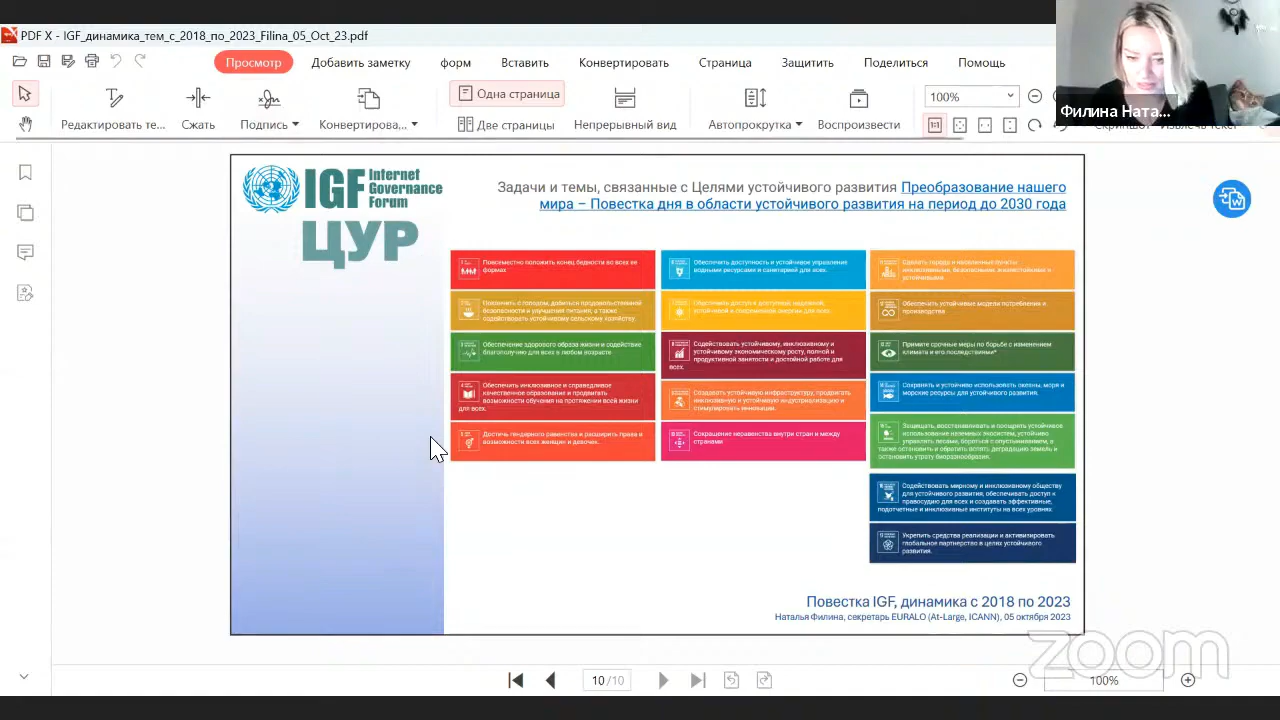 PDF X - IGF_динамика_тем_с_2018_по_2023_Filina_05_Oct_23.pdf
Просмотр Добавить заметку форм Вставить Конвертировать Страница Защитить Поделиться Помощь
Одна страница
100%
Редактировать те... Сжать Подпись Конвертирова... Две страницы Непрерывный вид Автопрокрутка Воспроизвести
Филина Ната...
IGF Internet Governance Forum
ЦУР
Задачи и темы, связанные с Целями устойчивого развития Преобразование нашего
мира – Повестка дня в области устойчивого развития на период до 2030 года
Повсеместно положить конец бедности во всех ее
формах
Покончить с голодом, добиться продовольственной
безопасности и улучшения питания, а также
содействовать устойчивому сельскому хозяйству.
Обеспечение здорового образа жизни и содействие
благополучию для всех в любом возрасте
Обеспечить инклюзивное и справедливое
качественное образование и продвигать
возможности обучения на протяжении всей жизни
для всех.
Достичь гендерного равенства и расширить права и
возможности всех женщин и девочек.
Обеспечить доступность и устойчивое управление
водными ресурсами и санитарией для всех.
Обеспечить доступ к доступной, надежной,
устойчивой и современной энергии для всех
Содействовать устойчивому, инклюзивному и
устойчивому экономическому росту, полной и
продуктивной занятости и достойной работе для
всех.
Создавать устойчивую инфраструктуру, продвигать
инклюзивную и устойчивую индустриализацию и
стимулировать инновации.
Сокращение неравенства внутри стран и между
странами
Сделать города и населенные пункты
инклюзивными, безопасными, жизнестойкими и
устойчивыми
Обеспечить устойчивые модели потребления и
производства
Примите срочные меры по борьбе с изменением
климата и его последствиями*
Сохранять и устойчиво использовать океаны, моря и
морские ресурсы для устойчивого развития.
Защищать, восстанавливать и поощрять устойчивое
использование наземных экосистем, устойчиво
управлять лесами, бороться с опустыниванием, а
также остановить и обратить вспять деградацию земель и
остановить утрату биоразнообразия.
Содействовать мирному и инклюзивному обществу
для устойчивого развития, обеспечивать доступ к
правосудию для всех и создавать эффективные,
подотчетные и инклюзивные институты на всех уровнях.
Укрепить средства реализации и активизировать
глобальное партнерство в целях устойчивого
развития.
Повестка IGF, динамика с 2018 по 2023
Наталья Филина, секретарь EURALO (At-Large, ICANN), 05 октября 2023
10 /10
100%
zoom